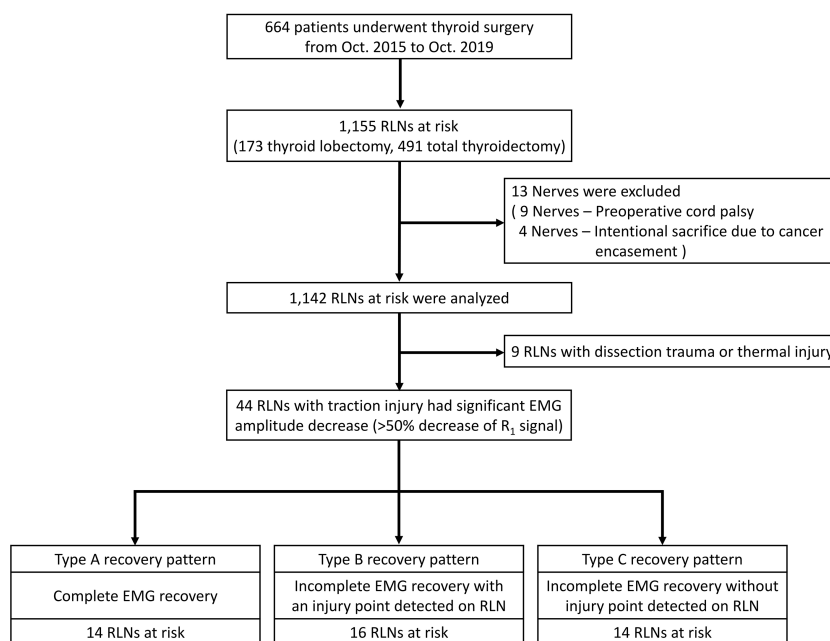 664 patients underwent thyroid surgery
from Oct. 2015 to Oct. 2019
1,155 RLNs at risk
(173 thyroid lobectomy, 491 total thyroidectomy)
13 Nerves were excluded
( 9 Nerves – Preoperative cord palsy
4 Nerves – Intentional sacrifice due to cancer
encasement )
1,142 RLNs at risk were analyzed
9 RLNs with dissection trauma or thermal injury
44 RLNs with traction injury had significant EMG
amplitude decrease (>50% decrease of R₁ signal)
Type A recovery pattern
Complete EMG recovery
14 RLNs at risk
Type B recovery pattern
Incomplete EMG recovery with
an injury point detected on RLN
16 RLNs at risk
Type C recovery pattern
Incomplete EMG recovery without
injury point detected on RLN
14 RLNs at risk